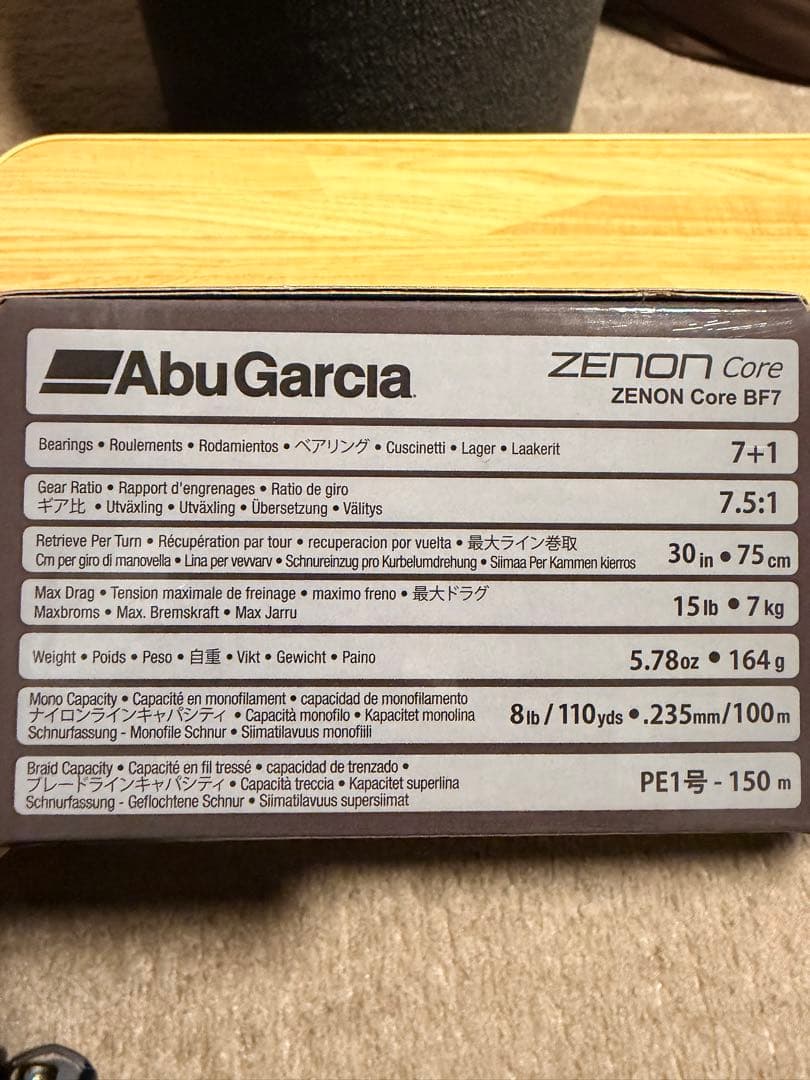 AbuGarcia
ZENON Core
ZENON Core BF7
Bearings • Roulements • Rodamientos • ベアリング • Cuscinetti • Lager • Laakerit
7+1
Gear Ratio • Rapport d'engrenages • Ratio de giro
ギア比 • Utväxling • Utväxling • Übersetzung • Välitys
7.5:1
Retrieve Per Turn • Récupération par tour • recuperacion por vuelta • 最大ライン巻取
Cm per giro di manovella • Lina per vevvarv • Schnureinzug pro Kurbelumdrehung • Siimaa Per Kammen kierros
30in • 75cm
Max Drag • Tension maximale de freinage • maximo freno • 最大ドラグ
Maxbroms • Max. Bremskraft • Max Jarru
15lb • 7kg
Weight • Poids • Peso • 自重 • Vikt • Gewicht • Paino
5.78oz • 164g
Mono Capacity • Capacité en monofilament • capacidad de monofilamento
ナイロンラインキャパシティ • Capacità monofilo • Kapacitet monolina
Schnurfassung - Monofile Schnur • Siimatilavuus monofiili
8lb/110yds • .235mm/100m
Braid Capacity • Capacité en fil tressé • capacidad de trenzado •
ブレードラインキャパシティ • Capacità treccia • Kapacitet superlina
Schnurfassung - Geflochtene Schnur • Siimatilavuus supersiimat
PE1号 - 150 m